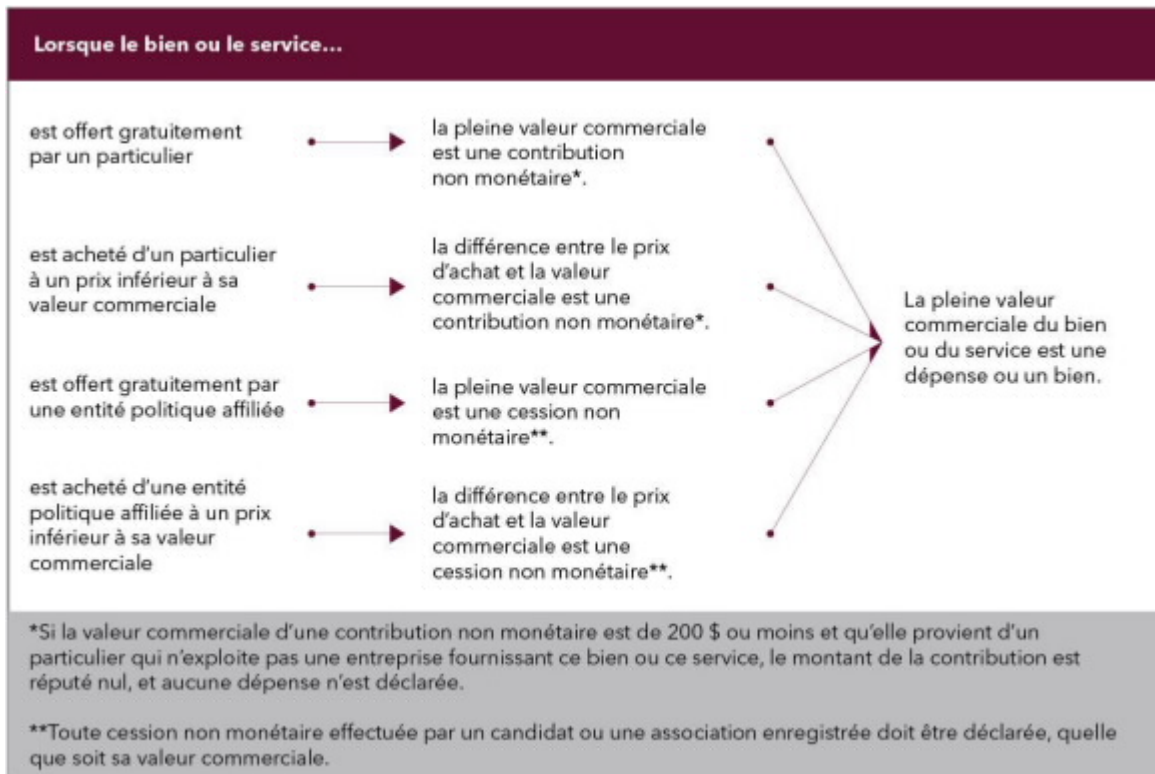 Lorsque le bien ou le service...
est offert gratuitement
par un particulier
la pleine valeur commerciale
est une contribution
non monétaire*.
est acheté d'un particulier
à un prix inférieur à sa
valeur commerciale
la différence entre le prix
d'achat et la valeur
commerciale est une
contribution non monétaire*.
est offert gratuitement par
une entité politique affiliée
la pleine valeur commerciale
est une cession non
monétaire**.
est acheté d'une entité
politique affiliée à un prix
inférieur à sa valeur
commerciale
la différence entre le prix
d'achat et la valeur
commerciale est une
cession non monétaire**.
La pleine valeur
commerciale du bien
ou du service est une
dépense ou un bien.
*Si la valeur commerciale d'une contribution non monétaire est de 200 $ ou moins et qu'elle provient d'un
particulier qui n'exploite pas une entreprise fournissant ce bien ou ce service, le montant de la contribution est
réputé nul, et aucune dépense n'est déclarée.
**Toute cession non monétaire effectuée par un candidat ou une association enregistrée doit être déclarée, quelle
que soit sa valeur commerciale.